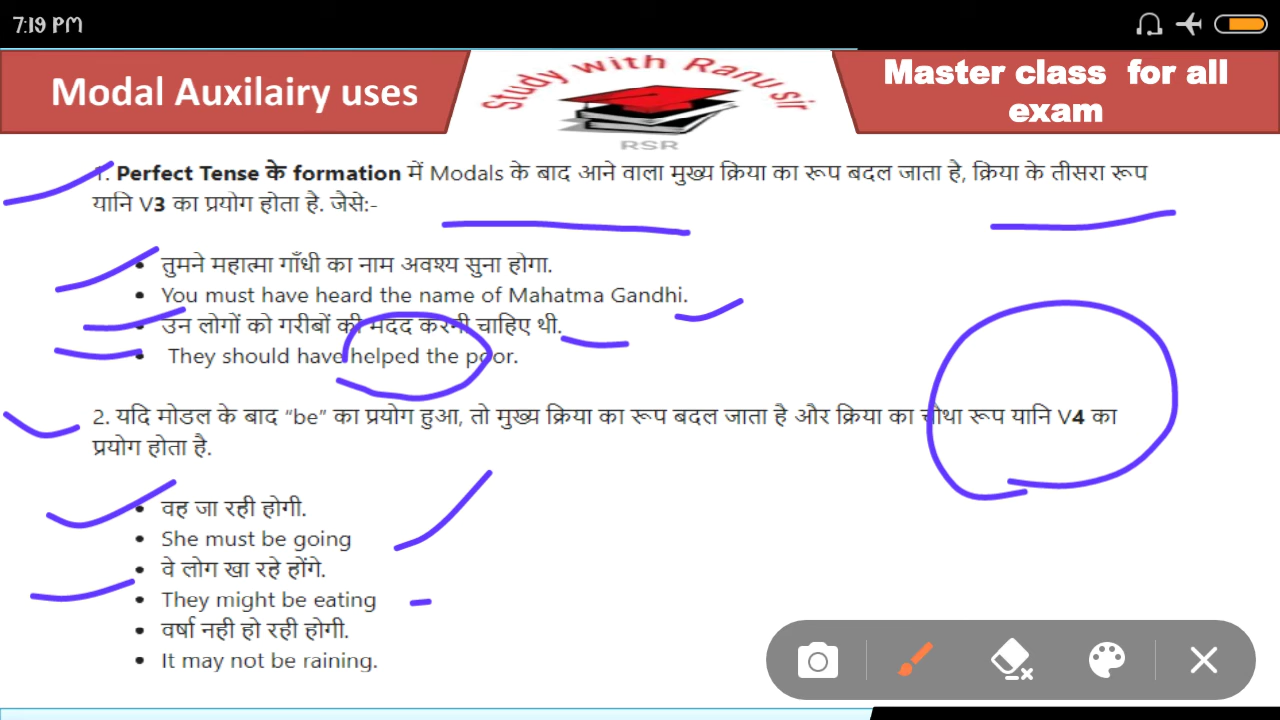 7:19 PM
Modal Auxilairy uses
Study with Ranu sir
RSR
Master class for all
exam
1. Perfect Tense के formation में Modals के बाद आने वाला मुख्य क्रिया का रूप बदल जाता है, क्रिया के तीसरा रूप
यानि V3 का प्रयोग होता है. जैसे:-
• तुमने महात्मा गाँधी का नाम अवश्य सुना होगा.
• You must have heard the name of Mahatma Gandhi.
• उन लोगों को गरीबों की मदद करनी चाहिए थी.
• They should have helped the poor.
2. यदि मोडल के बाद “be” का प्रयोग हुआ, तो मुख्य क्रिया का रूप बदल जाता है और क्रिया का चौथा रूप यानि V4 का
प्रयोग होता है.
• वह जा रही होगी.
• She must be going
• वे लोग खा रहे होंगे.
• They might be eating
• वर्षा नही हो रही होगी.
• It may not be raining.